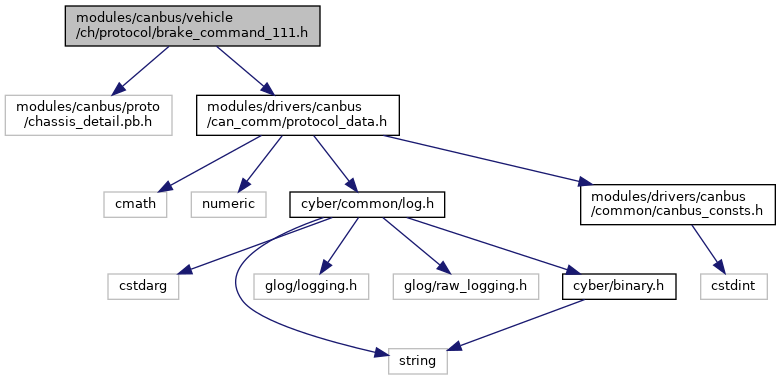 modules/canbus/vehicle
/ch/protocol/brake_command_111.h
modules/canbus/proto
/chassis_detail.pb.h
modules/drivers/canbus
/can_comm/protocol_data.h
cmath
numeric
cyber/common/log.h
modules/drivers/canbus
/common/canbus_consts.h
cstdarg
glog/logging.h
glog/raw_logging.h
cyber/binary.h
cstdint
string